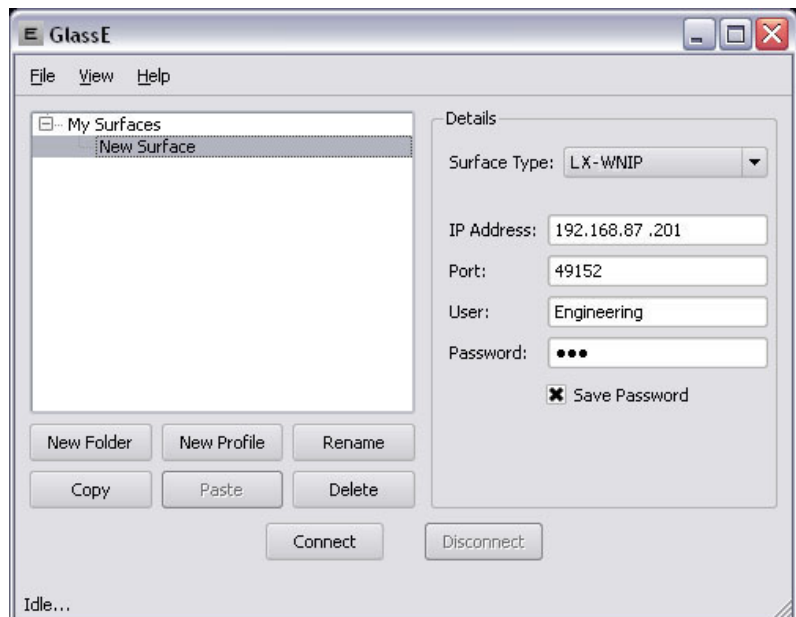 E GlassE
File View Help
My Surfaces
New Surface
Details
Surface Type: LX-WNIP
IP Address: 192.168.87 .201
Port: 49152
User: Engineering
Password: ●●●
Save Password
New Folder New Profile Rename
Copy Paste Delete
Connect Disconnect
Idle...